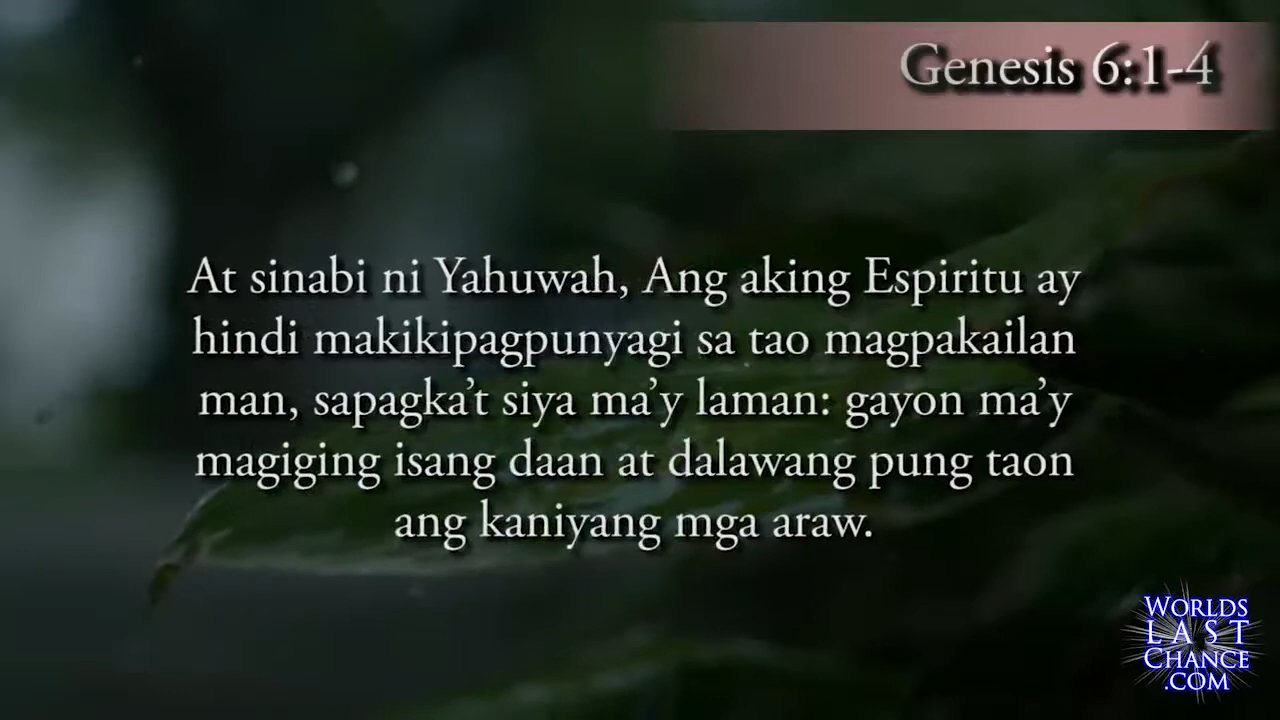 Genesis 6:1-4
At sinabi ni Yahuwah, Ang aking Espiritu ay
hindi makikipagpunyagi sa tao magpakailan
man, sapagka’t siya ma’y laman: gayon ma’y
magiging isang daan at dalawang pung taon
ang kaniyang mga araw.
WORLDS
LAST
CHANCE
.COM